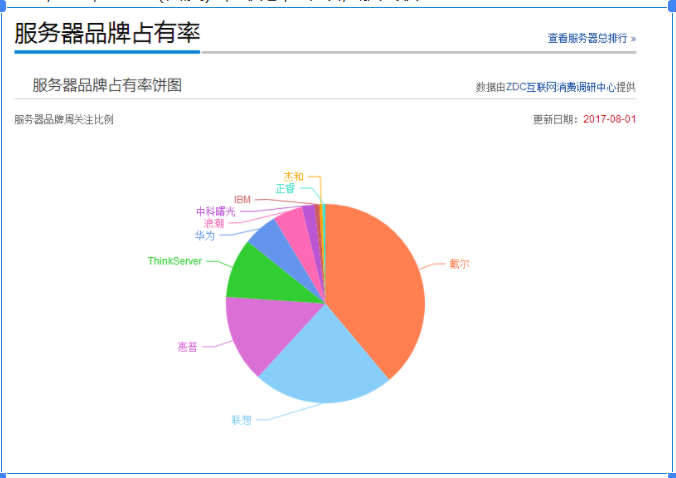 服务器品牌占有率
查看服务器总排行 »
服务器品牌占有率饼图
数据由ZDC互联网消费调研中心提供
服务器品牌周关注比例
更新日期：2017-08-01
杰和
正睿
IBM
中科曙光
浪潮
华为
ThinkServer
戴尔
惠普
联想